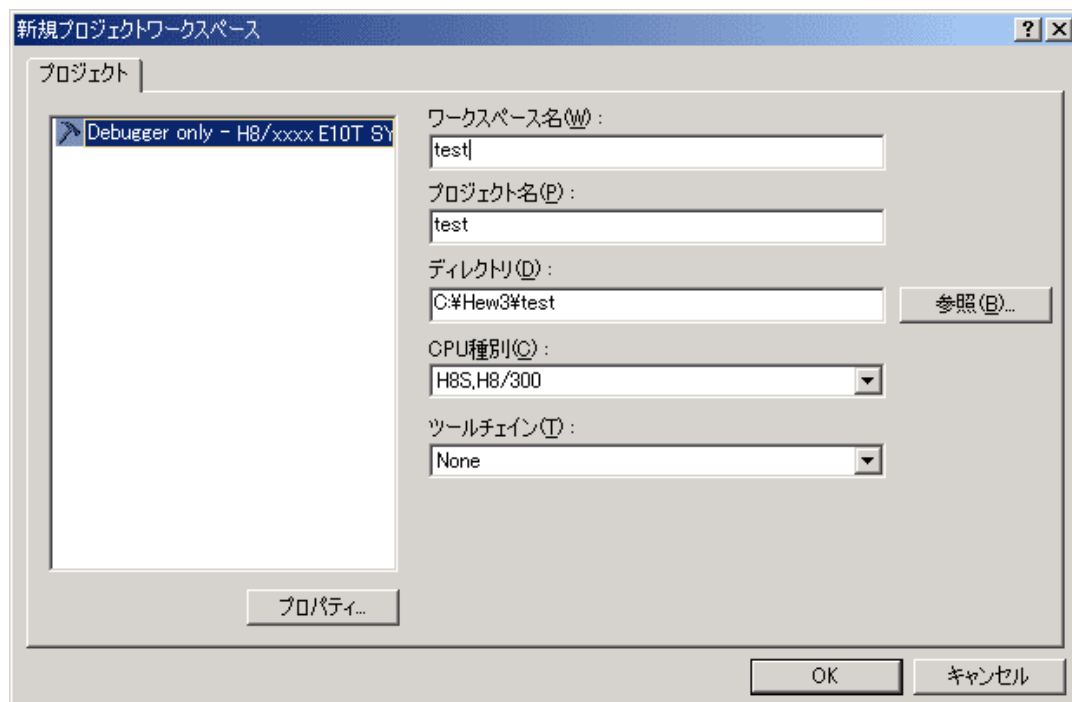 新規プロジェクトワークスペース
プロジェクト
Debugger only - H8/xxxx E10T SY
ワークスペース名(W):
test
プロジェクト名(P):
test
ディレクトリ(D):
C:¥Hew3¥test
参照(B)...
CPU種別(C):
H8S,H8/300
ツールチェイン(T):
None
プロパティ...
OK
キャンセル